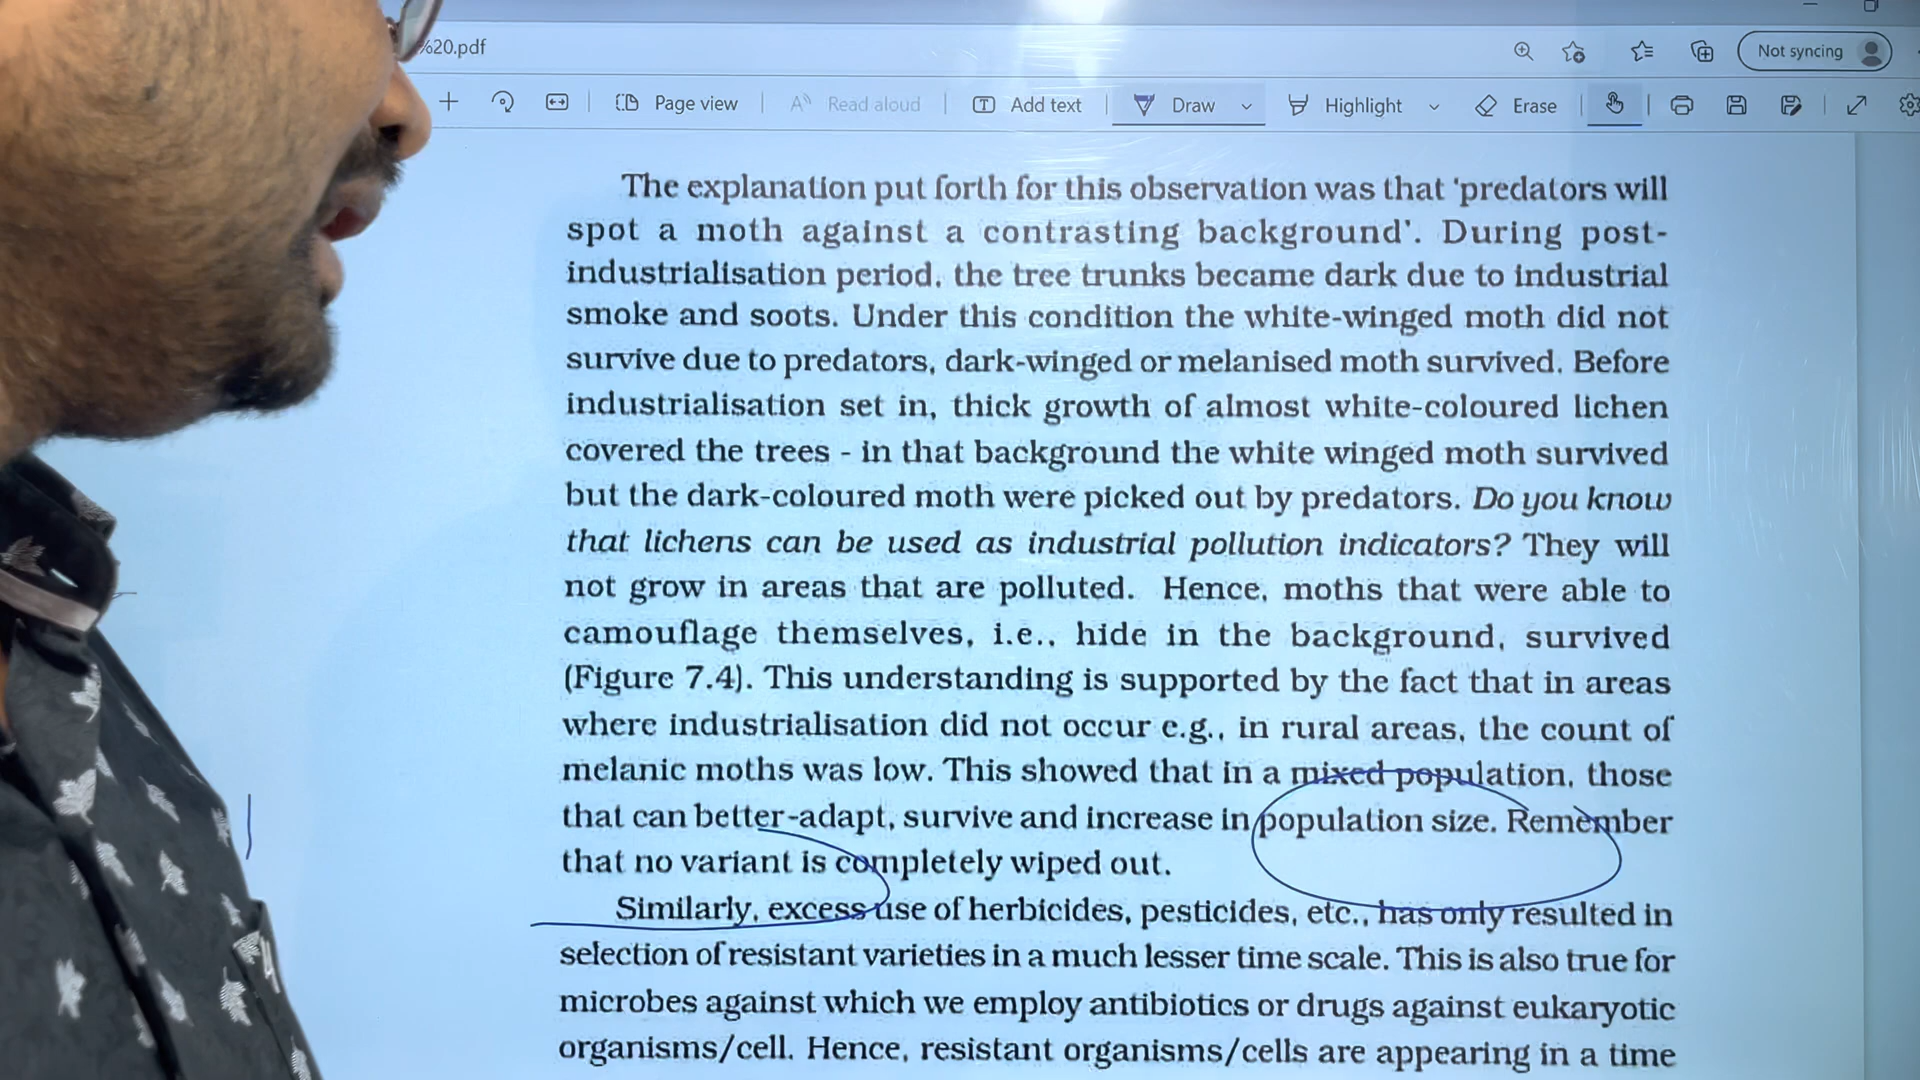 %20.pdf
Not syncing
Page view
Read aloud
Add text
Draw
Highlight
Erase
The explanation put forth for this observation was that ‘predators will
spot a moth against a contrasting background’. During post-
industrialisation period, the tree trunks became dark due to industrial
smoke and soots. Under this condition the white-winged moth did not
survive due to predators, dark-winged or melanised moth survived. Before
industrialisation set in, thick growth of almost white-coloured lichen
covered the trees - in that background the white winged moth survived
but the dark-coloured moth were picked out by predators. Do you know
that lichens can be used as industrial pollution indicators? They will
not grow in areas that are polluted. Hence, moths that were able to
camouflage themselves, i.e., hide in the background, survived
(Figure 7.4). This understanding is supported by the fact that in areas
where industrialisation did not occur e.g., in rural areas, the count of
melanic moths was low. This showed that in a mixed population, those
that can better-adapt, survive and increase in population size. Remember
that no variant is completely wiped out.
Similarly, excess use of herbicides, pesticides, etc., has only resulted in
selection of resistant varieties in a much lesser time scale. This is also true for
microbes against which we employ antibiotics or drugs against eukaryotic
organisms/cell. Hence, resistant organisms/cells are appearing in a time